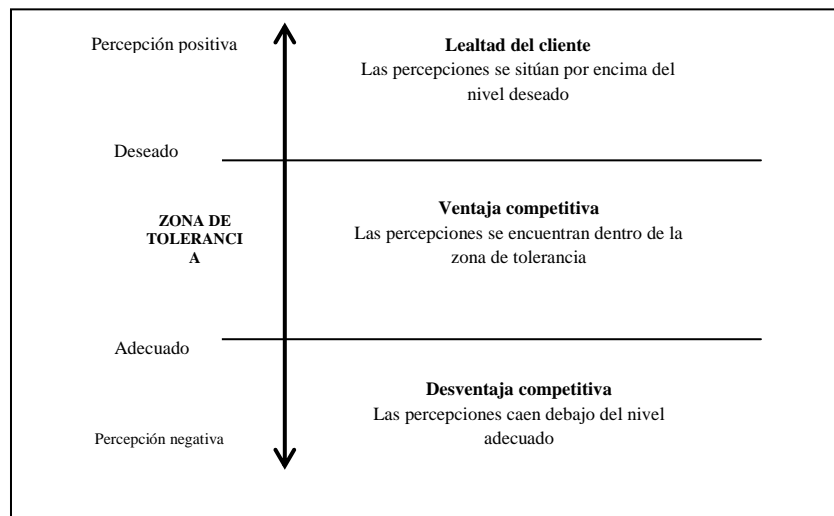 Percepción positiva
Lealtad del cliente
Las percepciones se sitúan por encima del
nivel deseado
Deseado
ZONA DE
TOLERANCI
A
Ventaja competitiva
Las percepciones se encuentran dentro de la
zona de tolerancia
Adecuado
Desventaja competitiva
Las percepciones caen debajo del nivel
adecuado
Percepción negativa